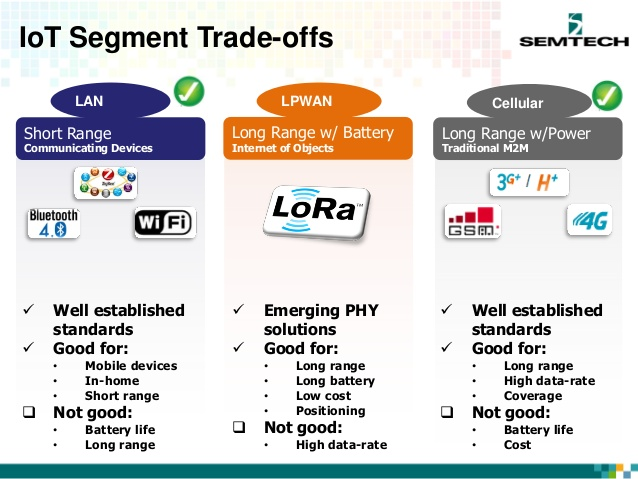 IoT Segment Trade-offs
SEMTECH
LAN
Short Range
Communicating Devices
ZigBee
Bluetooth
4.0
WiFi
Well established
standards
Good for:
Mobile devices
In-home
Short range
Not good:
Battery life
Long range
LPWAN
Long Range w/ Battery
Internet of Objects
LoRa™
Emerging PHY
solutions
Good for:
Long range
Long battery
Low cost
Positioning
Not good:
High data-rate
Cellular
Long Range w/Power
Traditional M2M
3G+ / H+
GSM
4G
Well established
standards
Good for:
Long range
High data-rate
Coverage
Not good:
Battery life
Cost